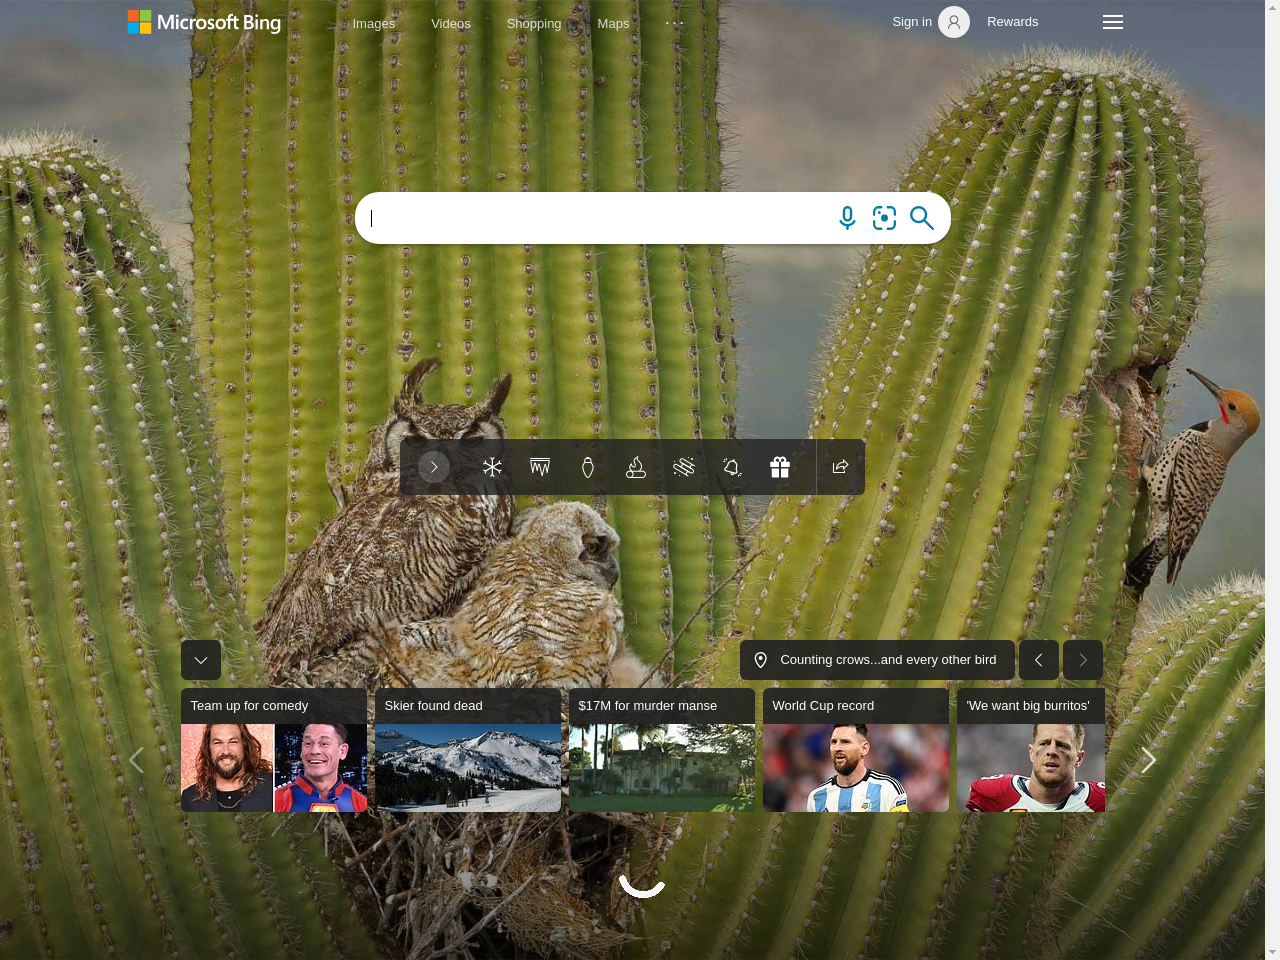 Microsoft Bing
Images
Videos
Shopping
Maps
Sign in
Rewards
Counting crows...and every other bird
Team up for comedy
Skier found dead
$17M for murder manse
World Cup record
'We want big burritos'